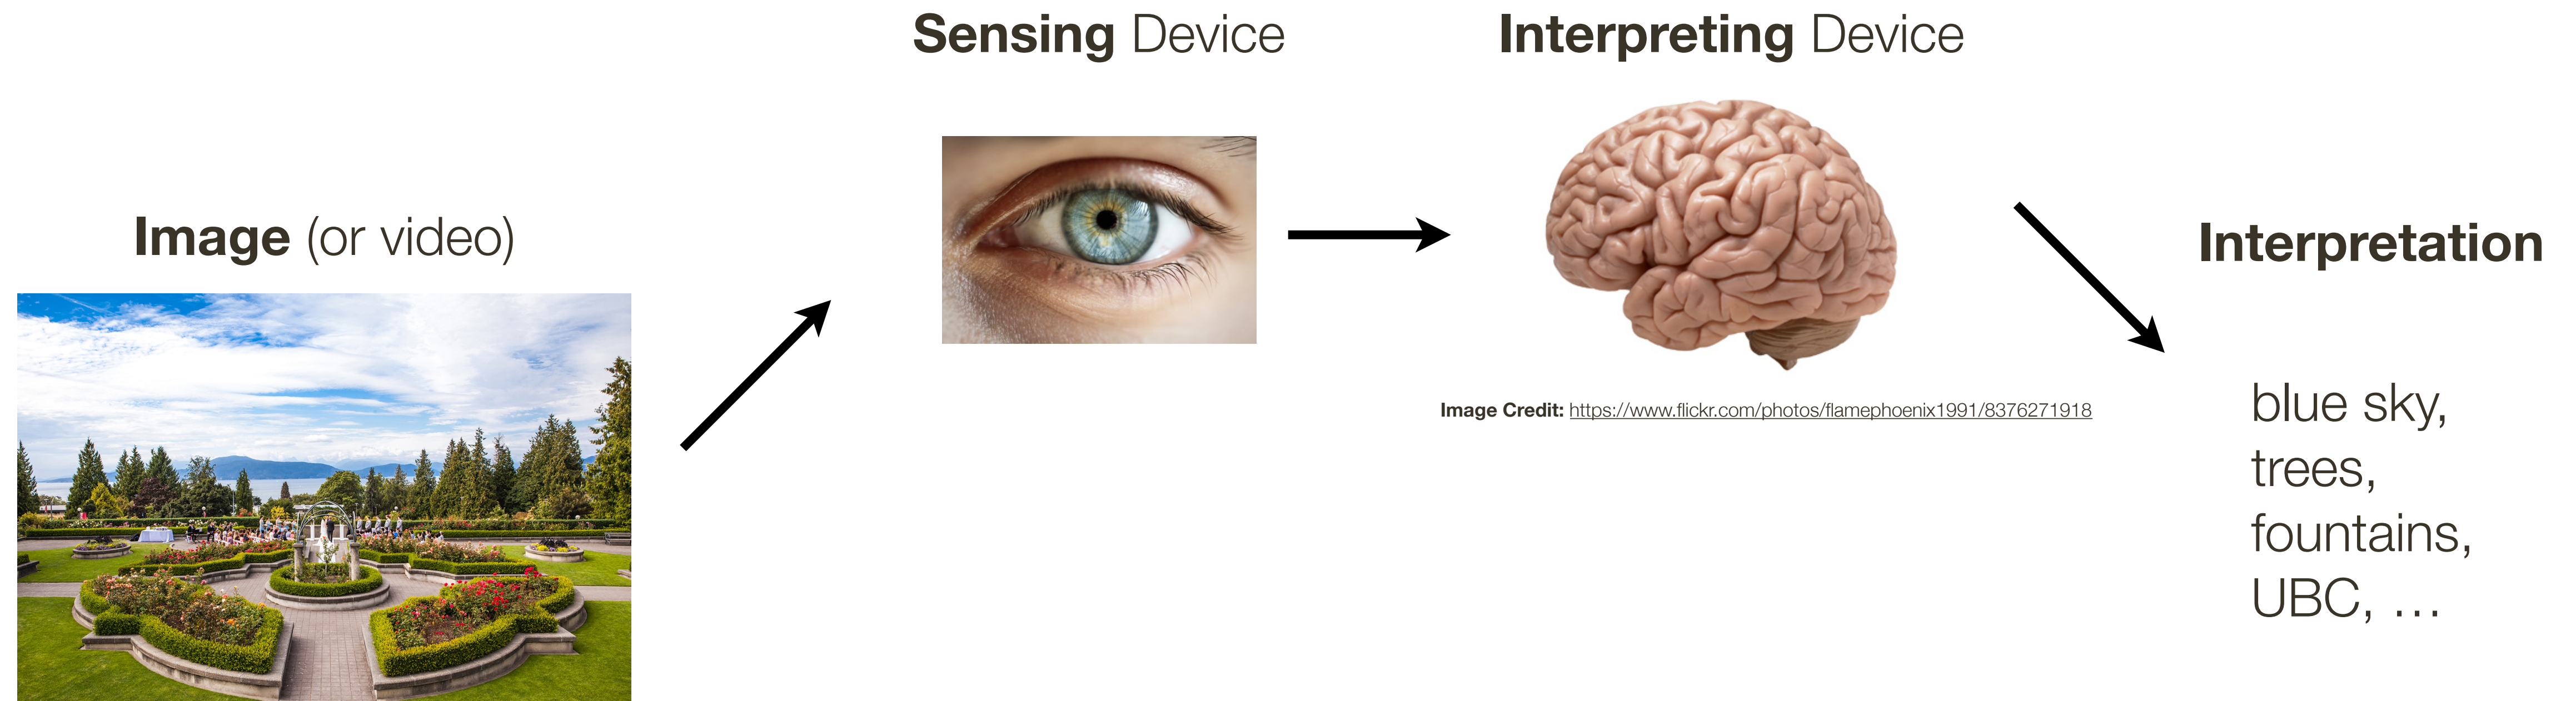 Image (or video)
Sensing Device
Interpreting Device
Image Credit: https://www.flickr.com/photos/flamephoenix1991/8376271918
Interpretation
blue sky,
trees,
fountains,
UBC, …